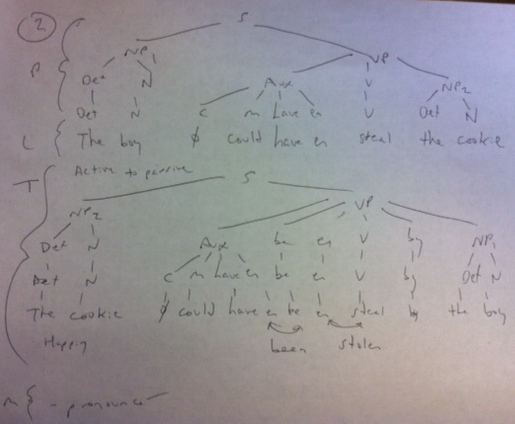 2
S
NP1 VP
P Det N Aux V NP2
Det N C m have en V Det N
L The boy ∅ could have en steal the cookie
Active to passive
T S
NP2 VP
Det N Aux be en V by NP1
Det N C m have en be en V by Det N
The cookie ∅ could have en be en steal by the boy
been stolen
m { - pronounce